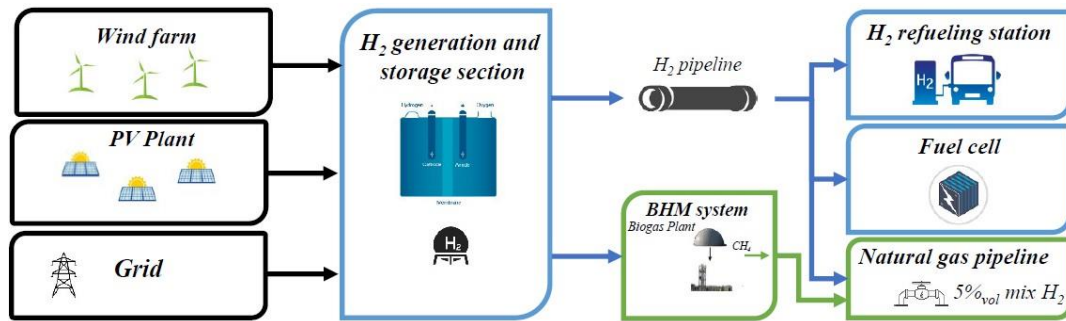 Wind farm
PV Plant
Grid
H₂ generation and
storage section
Hydrogen
Oxygen
Cathode
Anode
Membrane
H₂
H₂ pipeline
BHM system
Biogas Plant
CH₄
H₂ refueling station
H₂
Fuel cell
Natural gas pipeline
5%vol mix H₂